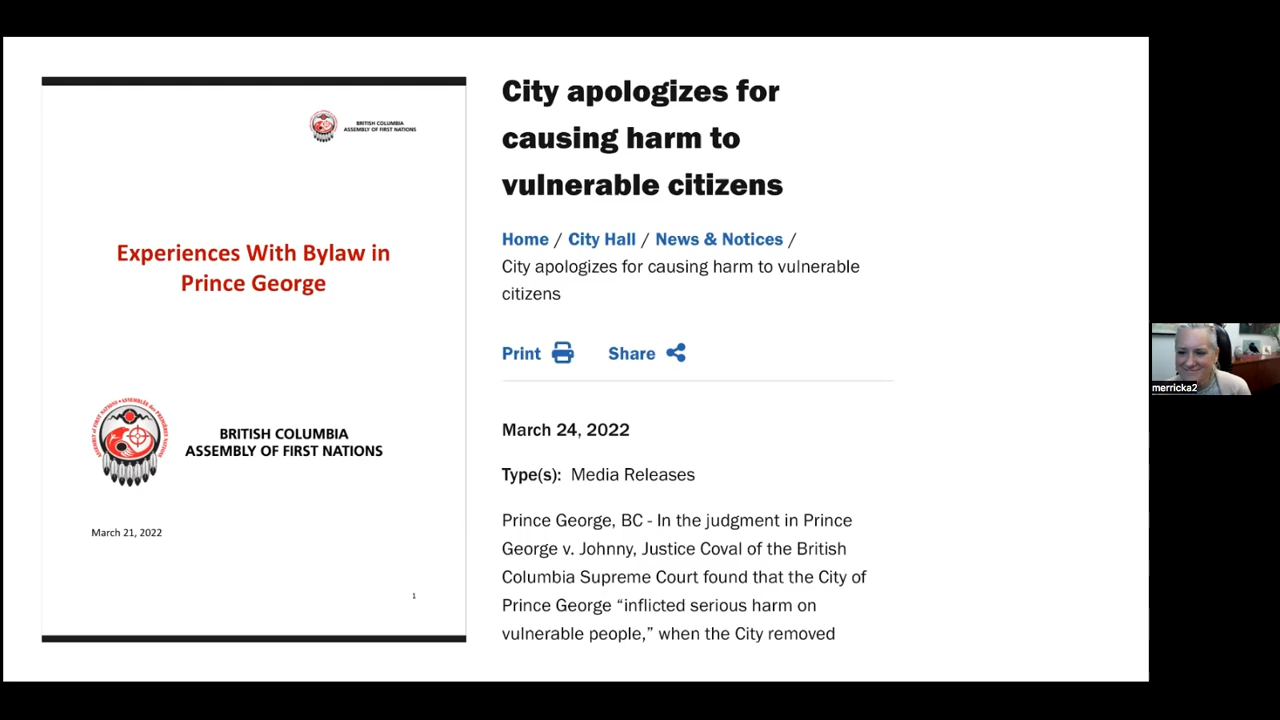 BRITISH COLUMBIA
ASSEMBLY OF FIRST NATIONS
Experiences With Bylaw in
Prince George
BRITISH COLUMBIA
ASSEMBLY OF FIRST NATIONS
March 21, 2022
1
City apologizes for
causing harm to
vulnerable citizens
Home / City Hall / News & Notices /
City apologizes for causing harm to vulnerable
citizens
Print
Share
March 24, 2022
Type(s): Media Releases
Prince George, BC - In the judgment in Prince
George v. Johnny, Justice Coval of the British
Columbia Supreme Court found that the City of
Prince George “inflicted serious harm on
vulnerable people,” when the City removed
merricka2